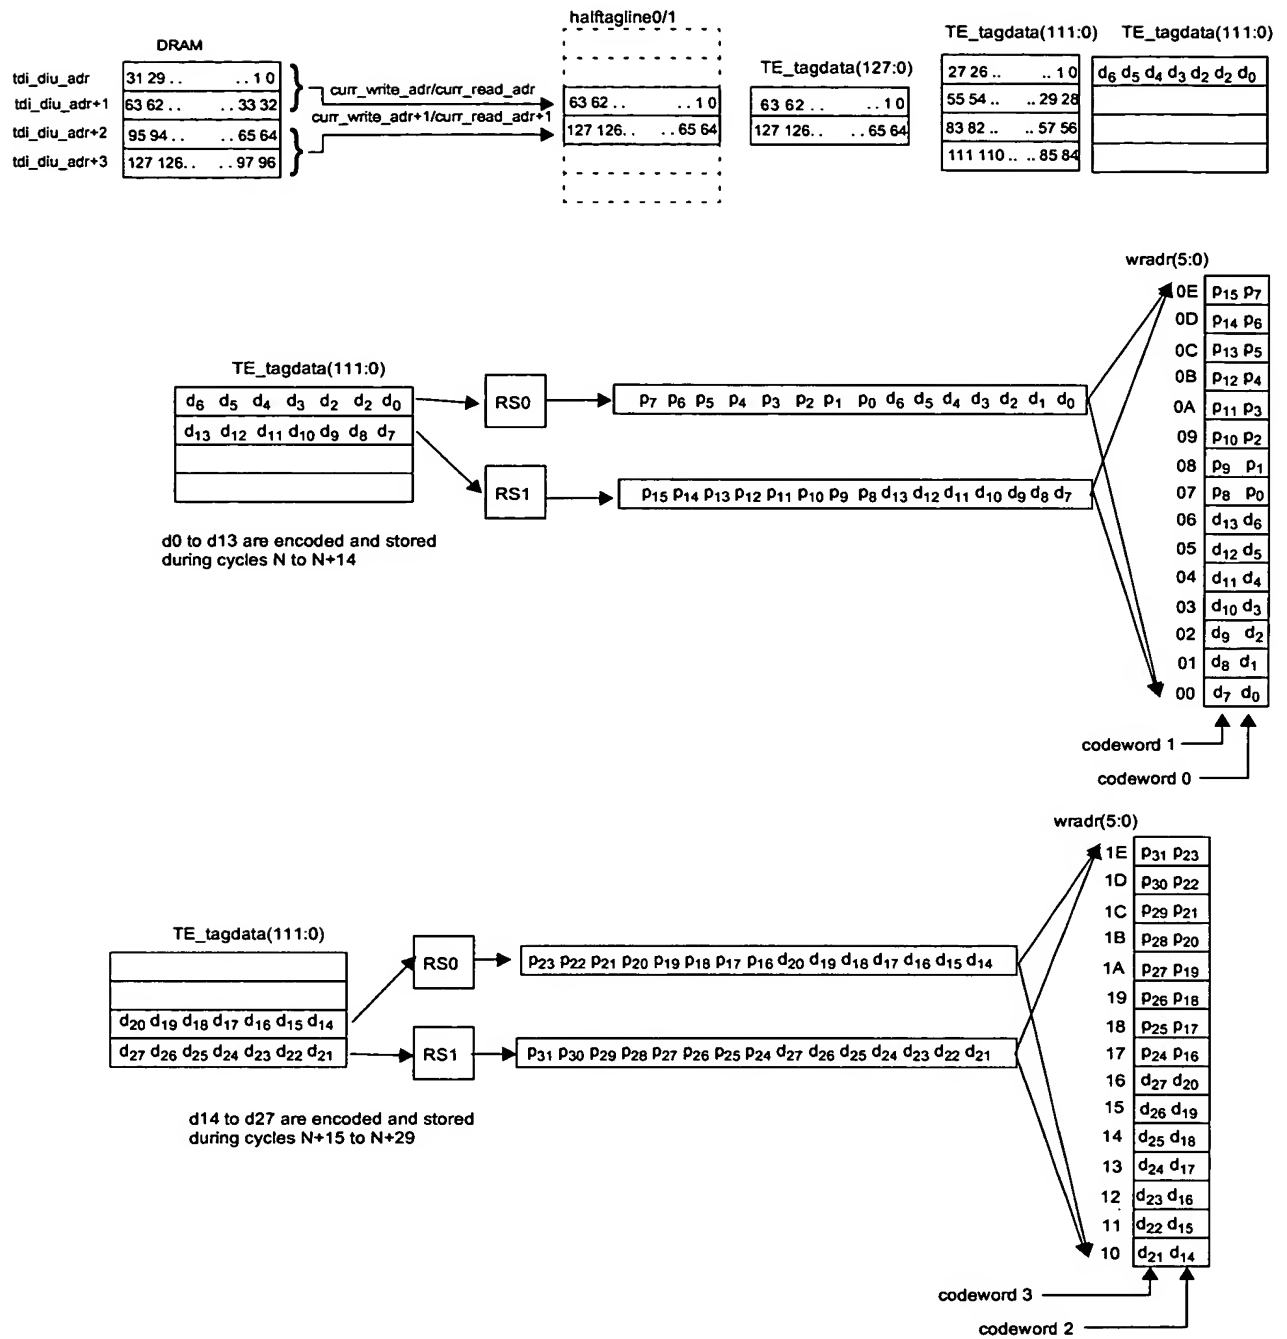 halftagline0/1
DRAM
TE_tagdata(111:0) TE_tagdata(111:0)
TE_tagdata(127:0)
tdi_diu_adr 31 29 . . . . 1 0
27 26 . . . . 1 0
d6 d5 d4 d3 d2 d2 d0
curr_write_adr/curr_read_adr
tdi_diu_adr+1 63 62 . . . . 33 32
63 62 . . . . 1 0
63 62 . . . . 1 0
55 54 . . . . 29 28
curr_write_adr+1/curr_read_adr+1
tdi_diu_adr+2 95 94 . . . . 65 64
127 126. . . . 65 64
127 126. . . . 65 64
83 82 . . . . 57 56
tdi_diu_adr+3 127 126. . . . 97 96
111 110 . . . . 85 84
wradr(5:0)
0E p15 p7
0D p14 p6
0C p13 p5
0B p12 p4
0A p11 p3
09 p10 p2
08 p9 p1
07 p8 p0
06 d13 d6
05 d12 d5
04 d11 d4
03 d10 d3
02 d9 d2
01 d8 d1
00 d7 d0
codeword 1
codeword 0
TE_tagdata(111:0)
d6 d5 d4 d3 d2 d2 d0
RS0
p7 p6 p5 p4 p3 p2 p1 p0 d6 d5 d4 d3 d2 d1 d0
d13 d12 d11 d10 d9 d8 d7
RS1
p15 p14 p13 p12 p11 p10 p9 p8 d13 d12 d11 d10 d9 d8 d7
d0 to d13 are encoded and stored
during cycles N to N+14
wradr(5:0)
1E p31 p23
1D p30 p22
1C p29 p21
1B p28 p20
1A p27 p19
19 p26 p18
18 p25 p17
17 p24 p16
16 d27 d20
15 d26 d19
14 d25 d18
13 d24 d17
12 d23 d16
11 d22 d15
10 d21 d14
codeword 3
codeword 2
TE_tagdata(111:0)
RS0
p23 p22 p21 p20 p19 p18 p17 p16 d20 d19 d18 d17 d16 d15 d14
d20 d19 d18 d17 d16 d15 d14
d27 d26 d25 d24 d23 d22 d21
RS1
p31 p30 p29 p28 p27 p26 p25 p24 d27 d26 d25 d24 d23 d22 d21
d14 to d27 are encoded and stored
during cycles N+15 to N+29